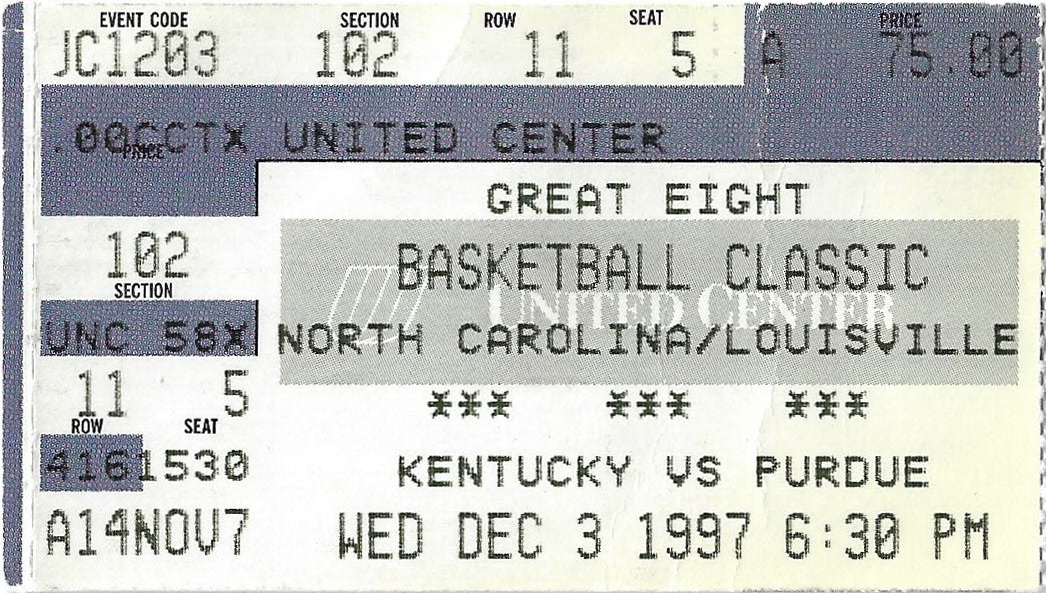 EVENT CODE SECTION ROW SEAT PRICE
JC1203 102 11 5 A 75.00
.00CCTX UNITED CENTER
PRICE
GREAT EIGHT
102
SECTION
BASKETBALL CLASSIC
UNITED CENTER
UNC 58X NORTH CAROLINA/LOUISVILLE
11 5
ROW SEAT
*** *** ***
4161530
KENTUCKY VS PURDUE
A14NOV7 WED DEC 3 1997 6:30 PM